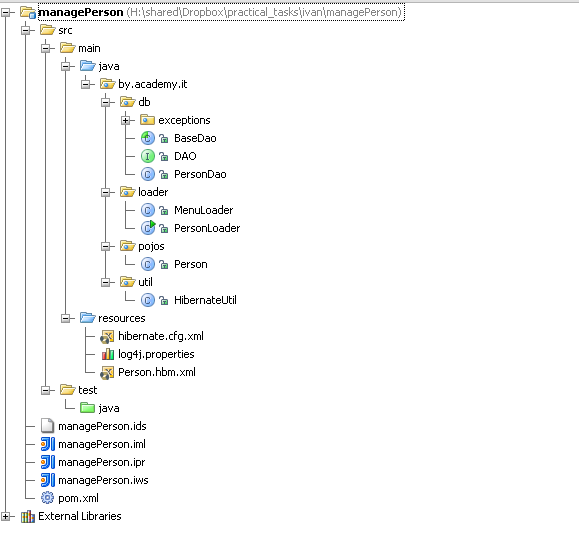 managePerson (H:\shared\Dropbox\practical_tasks\ivan\managePerson)
src
main
java
by.academy.it
db
exceptions
BaseDao
DAO
PersonDao
loader
MenuLoader
PersonLoader
pojos
Person
util
HibernateUtil
resources
hibernate.cfg.xml
log4j.properties
Person.hbm.xml
test
java
managePerson.ids
managePerson.iml
managePerson.ipr
managePerson.iws
pom.xml
External Libraries